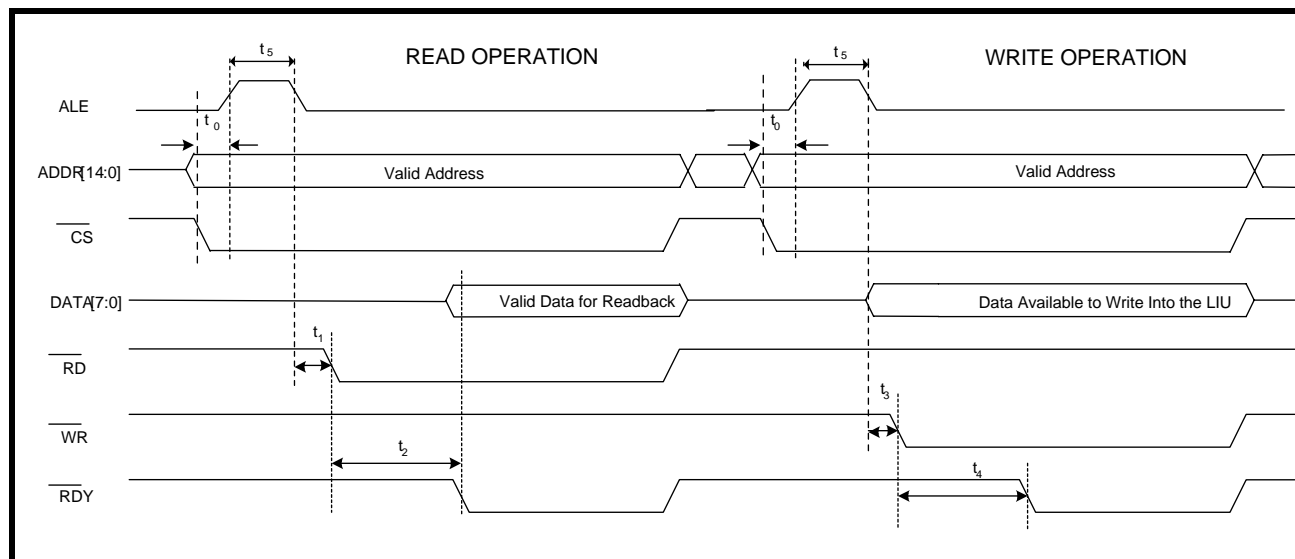 READ OPERATION
WRITE OPERATION
t5
t5
ALE
t0
t0
ADDR[14:0]
Valid Address
Valid Address
CS
DATA[7:0]
Valid Data for Readback
Data Available to Write Into the LIU
t1
RD
t3
WR
t2
t4
RDY